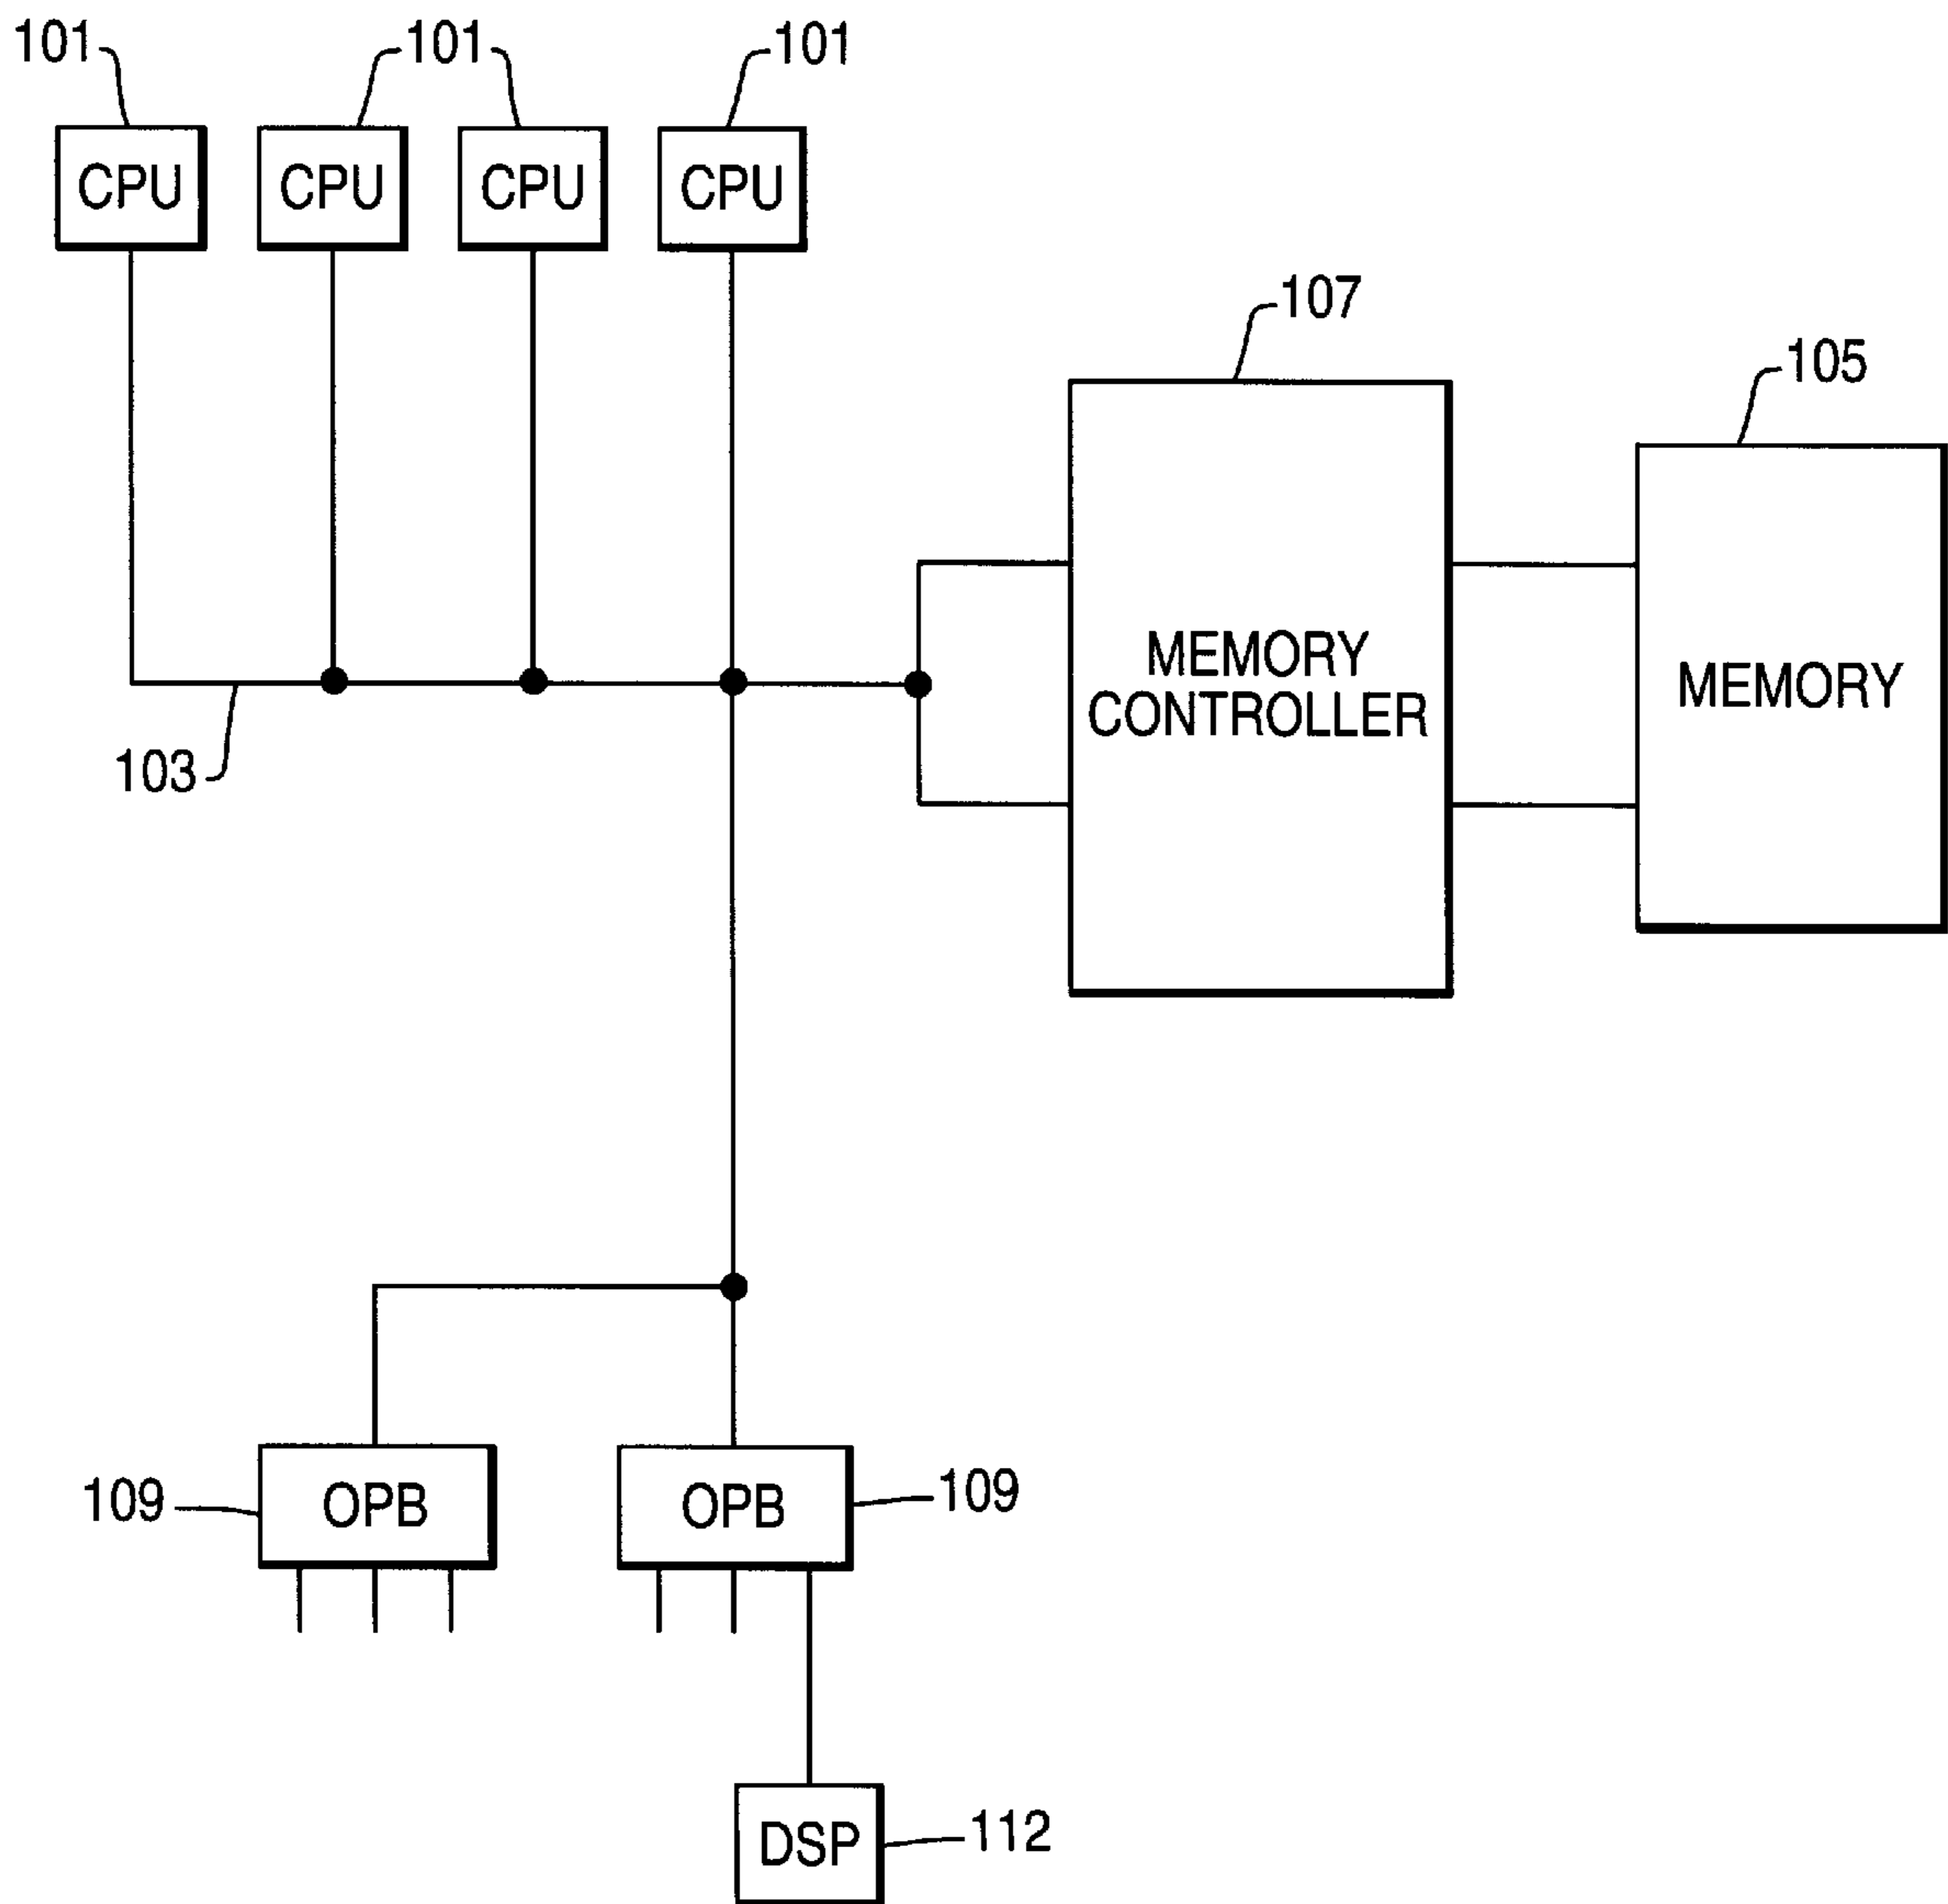 101
101
101
CPU
CPU
CPU
CPU
107
105
MEMORY
CONTROLLER
MEMORY
103
109
OPB
OPB
109
DSP
112